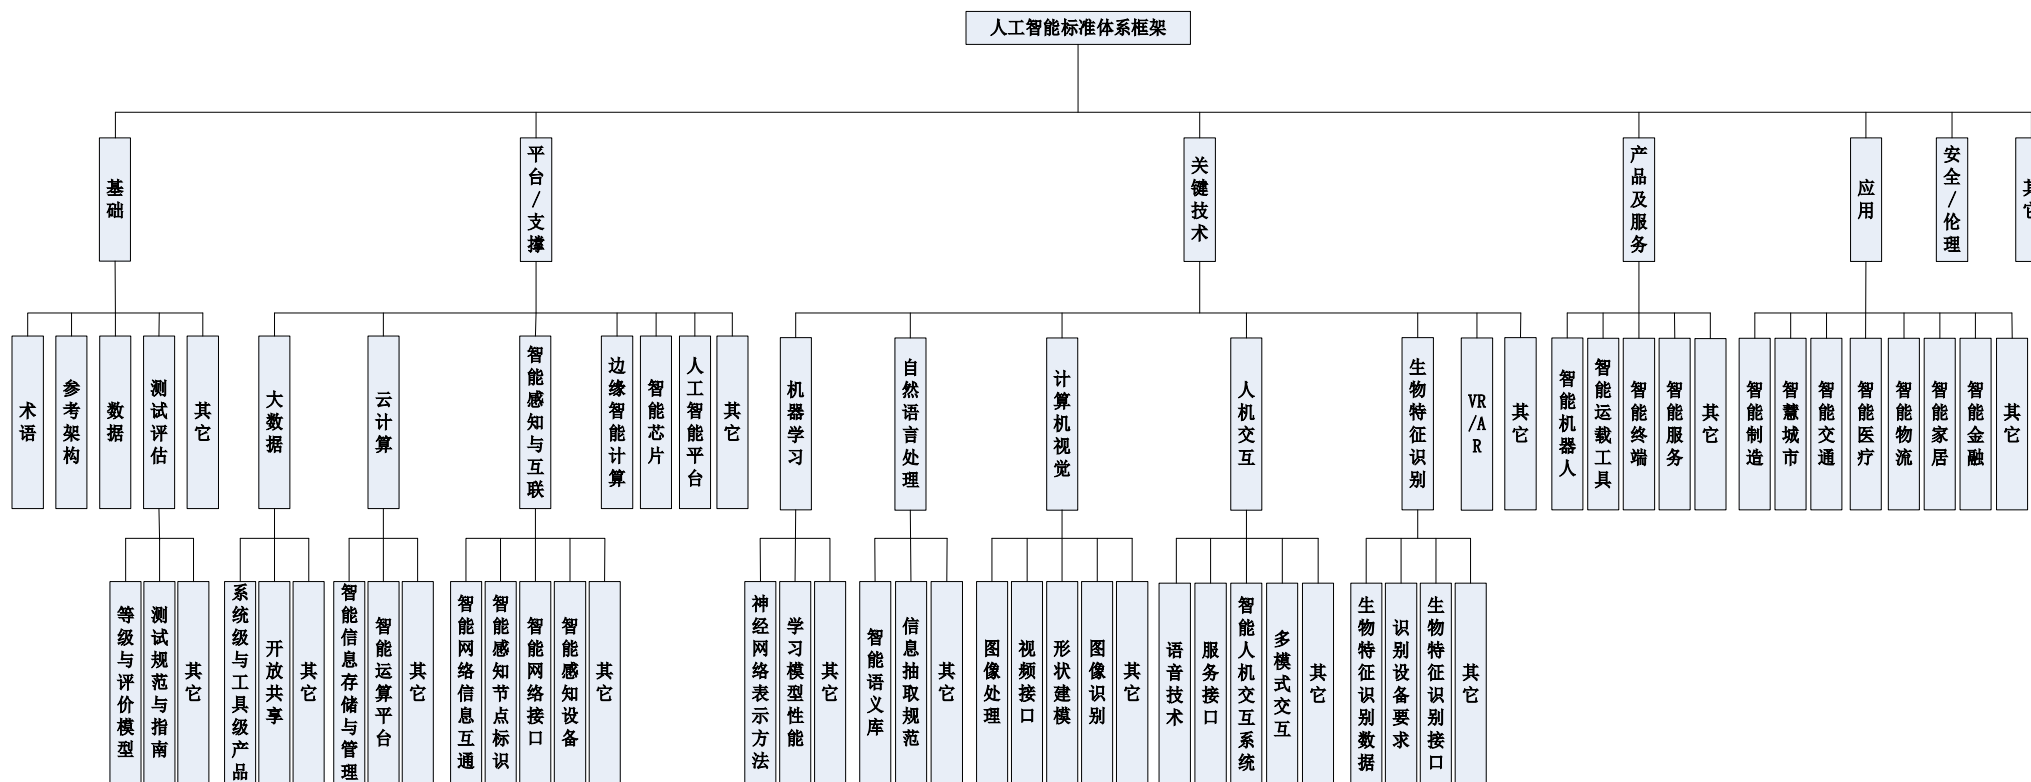 人工智能标准体系框架
基础
平台/支撑
关键技术
产品及服务
应用
安全/伦理
其它
术语
参考架构
数据
测试评估
其它
大数据
云计算
智能感知与互联
边缘智能计算
智能芯片
人工智能平台
其它
机器学习
自然语言处理
计算机视觉
人机交互
生物特征识别
VR/AR
其它
智能机器人
智能运载工具
智能终端
智能服务
其它
智能制造
智慧城市
智能交通
智能医疗
智能物流
智能家居
智能金融
其它
等级与评价模型
测试规范与指南
其它
系统级与工具级产品
开放共享
其它
智能信息存储与管理
智能运算平台
其它
智能网络信息互通
智能感知节点标识
智能网络接口
智能感知设备
其它
神经网络表示方法
学习模型性能
其它
智能语义库
信息抽取规范
其它
图像处理
视频接口
形状建模
图像识别
其它
语音技术
服务接口
智能人机交互系统
多模式交互
其它
生物特征识别数据
识别设备要求
生物特征识别接口
其它